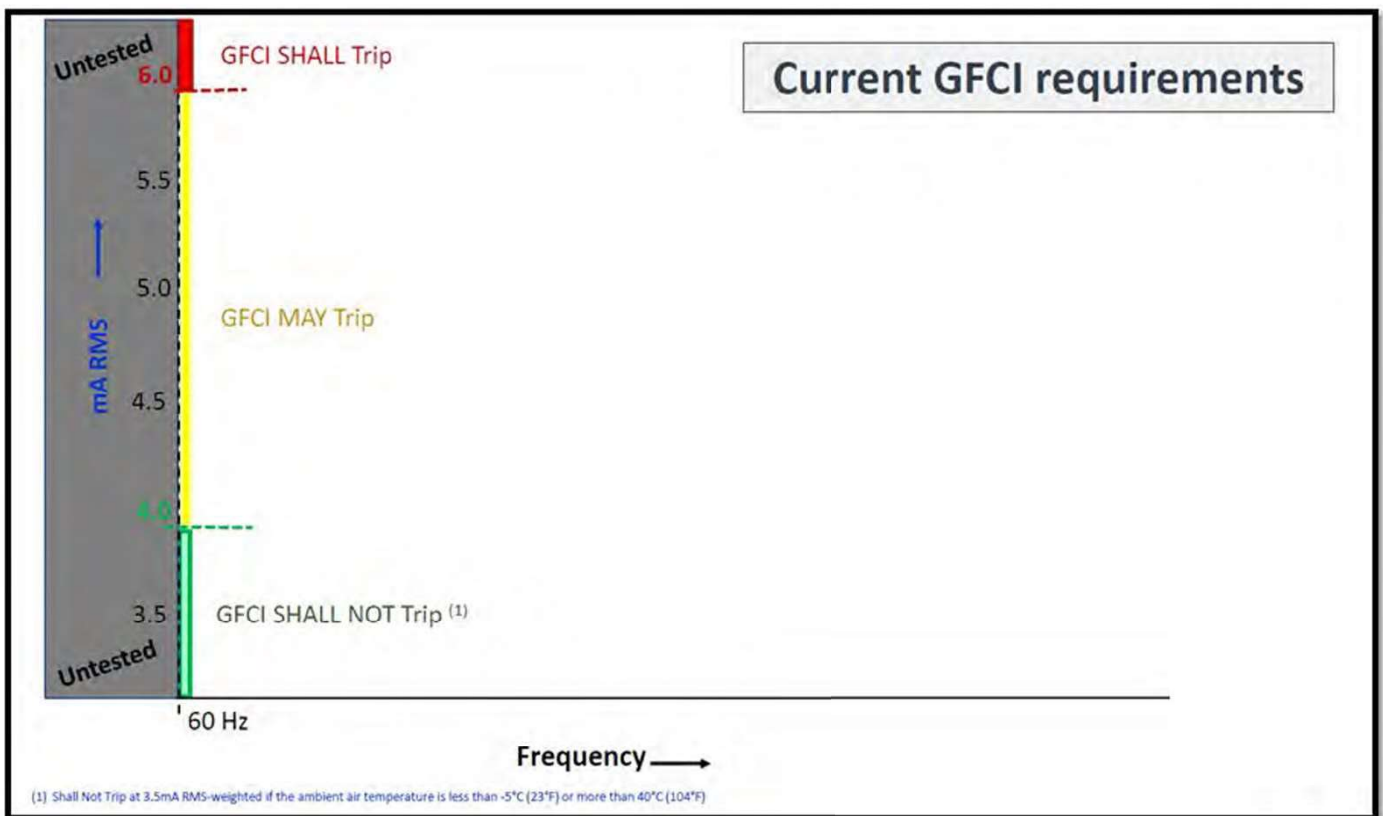 Current GFCI requirements
Untested
6.0
GFCI SHALL Trip
5.5
5.0
mA RMS
GFCI MAY Trip
4.5
4.0
3.5
GFCI SHALL NOT Trip (1)
Untested
60 Hz
Frequency
(1) Shall Not Trip at 3.5mA RMS-weighted if the ambient air temperature is less than -5°C (23°F) or more than 40°C (104°F)